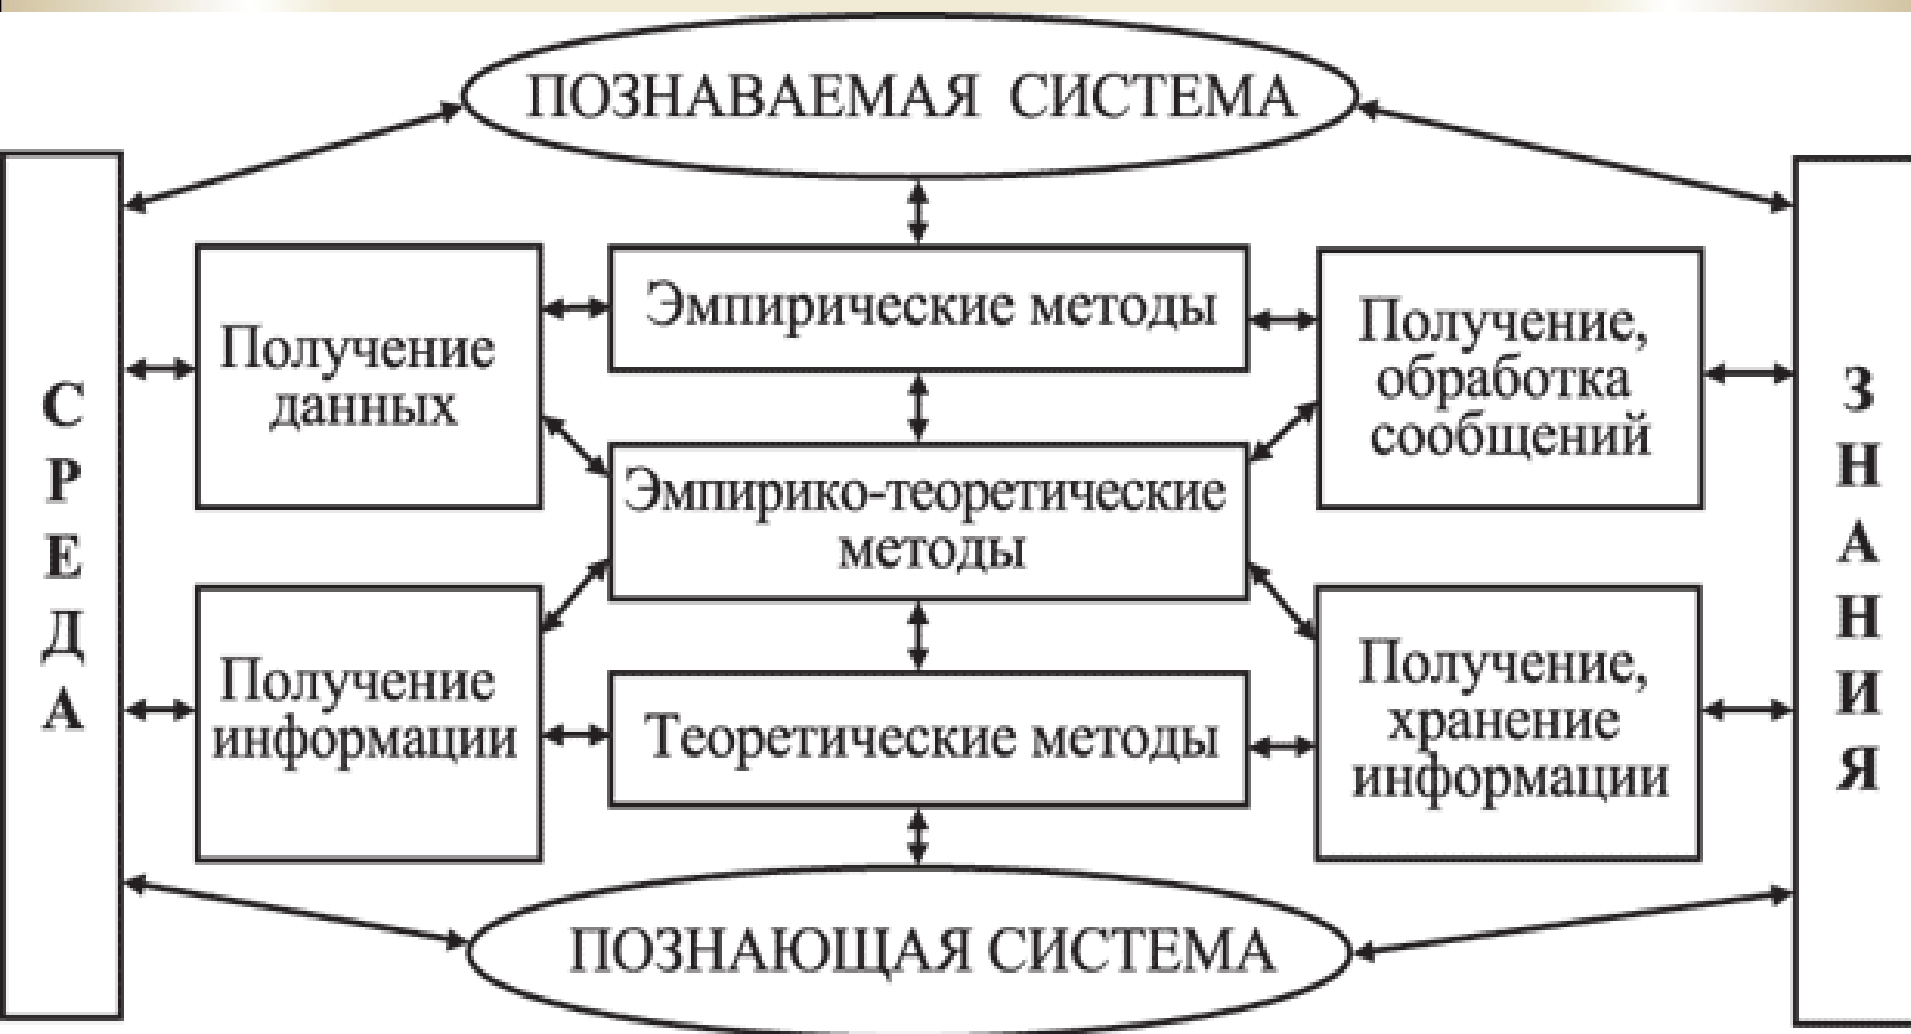 ПОЗНАВАЕМАЯ СИСТЕМА
Эмпирические методы
Получение
данных
Получение,
обработка
сообщений
С
Р
Е
Д
А
З
Н
А
Н
И
Я
Эмпирико-теоретические
методы
Получение
информации
Теоретические методы
Получение,
хранение
информации
ПОЗНАЮЩАЯ СИСТЕМА